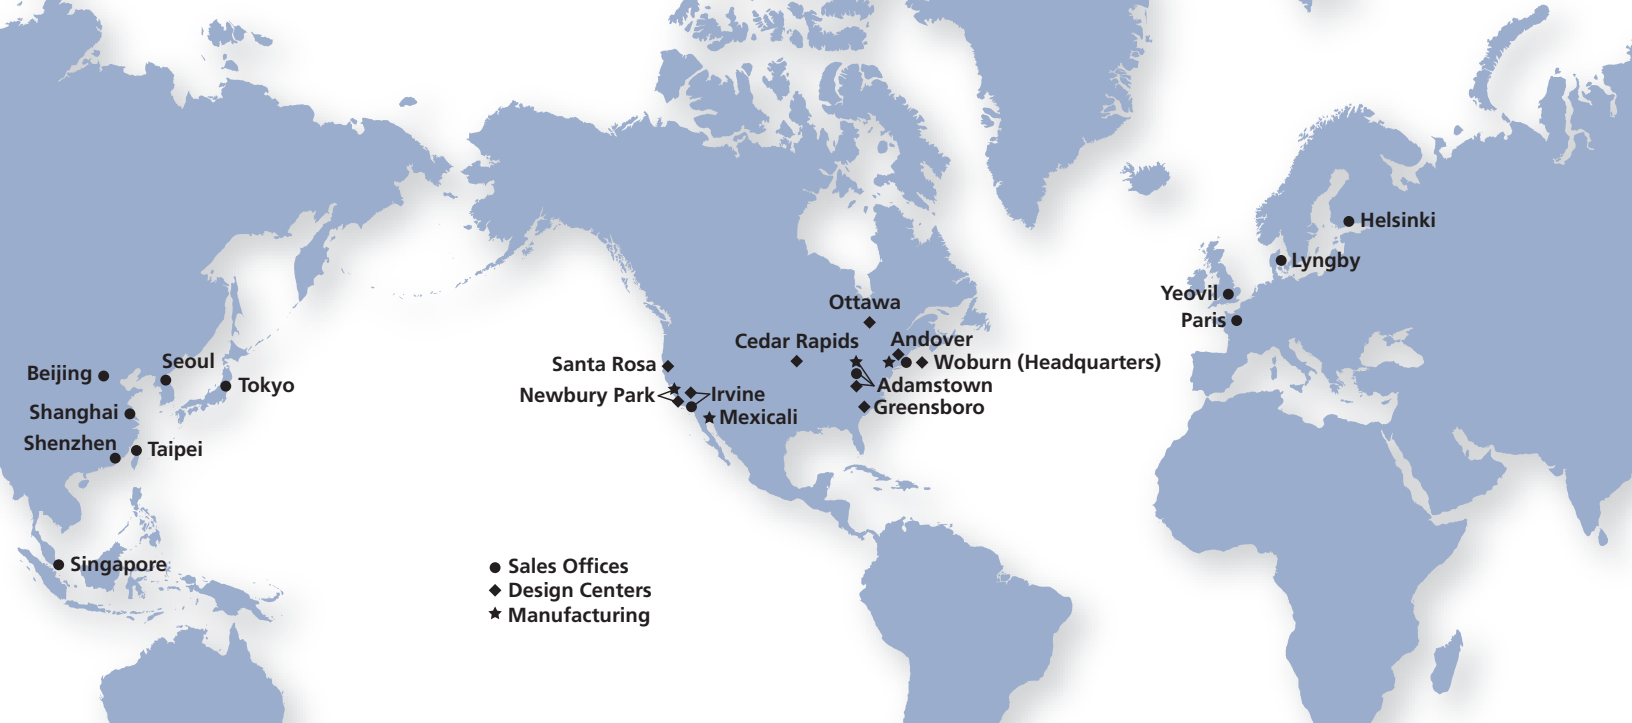 Helsinki
Lyngby
Yeovil
Paris
Ottawa
Cedar Rapids
Andover
Woburn (Headquarters)
Adamstown
Greensboro
Santa Rosa
Newbury Park
Irvine
Mexicali
Beijing
Seoul
Tokyo
Shanghai
Shenzhen
Taipei
Singapore
Sales Offices
Design Centers
Manufacturing